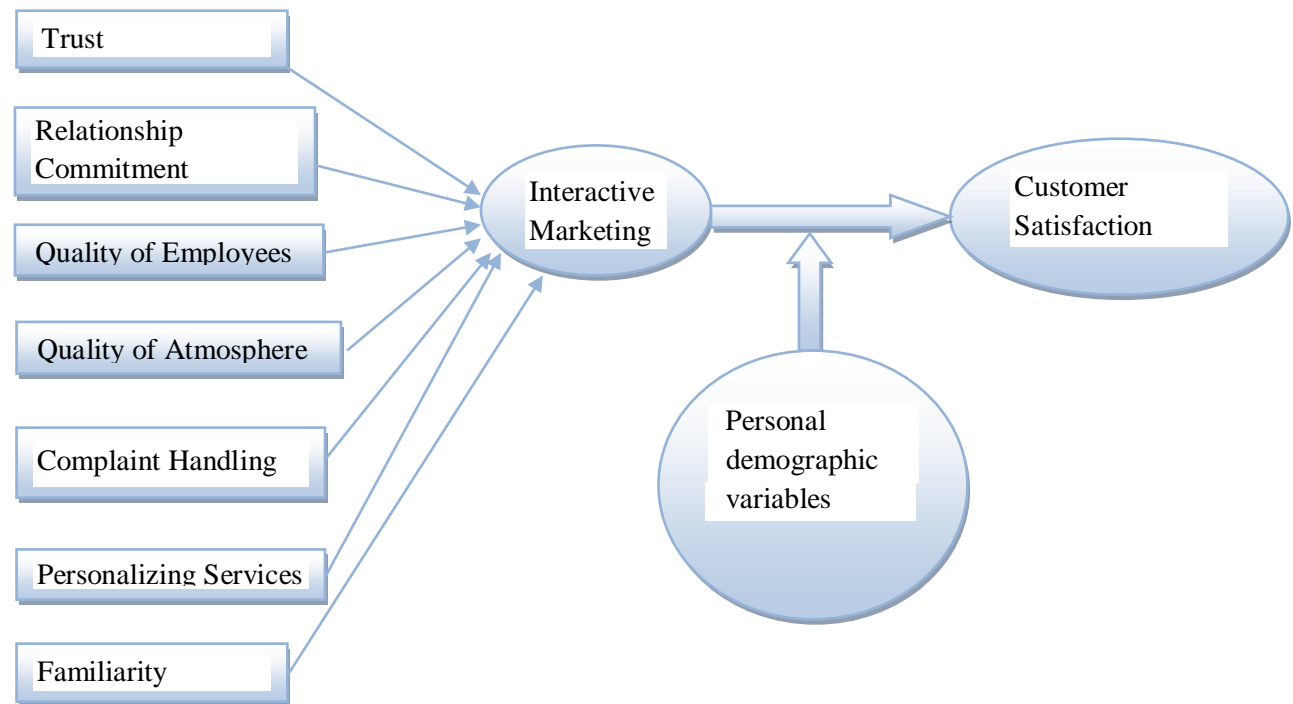 Trust
Relationship
Commitment
Quality of Employees
Quality of Atmosphere
Complaint Handling
Personalizing Services
Familiarity
Interactive
Marketing
Personal
demographic
variables
Customer
Satisfaction